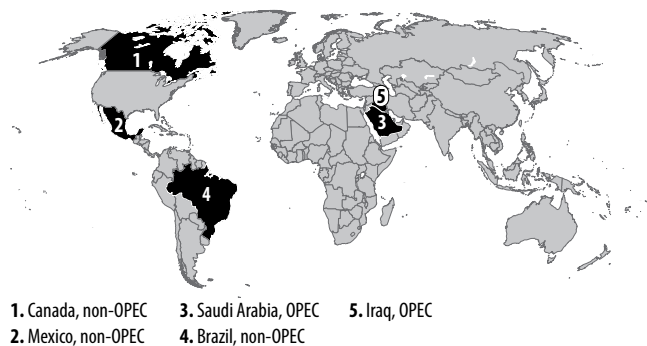 1
2
5
3
4
1. Canada, non-OPEC 3. Saudi Arabia, OPEC 5. Iraq, OPEC
2. Mexico, non-OPEC 4. Brazil, non-OPEC